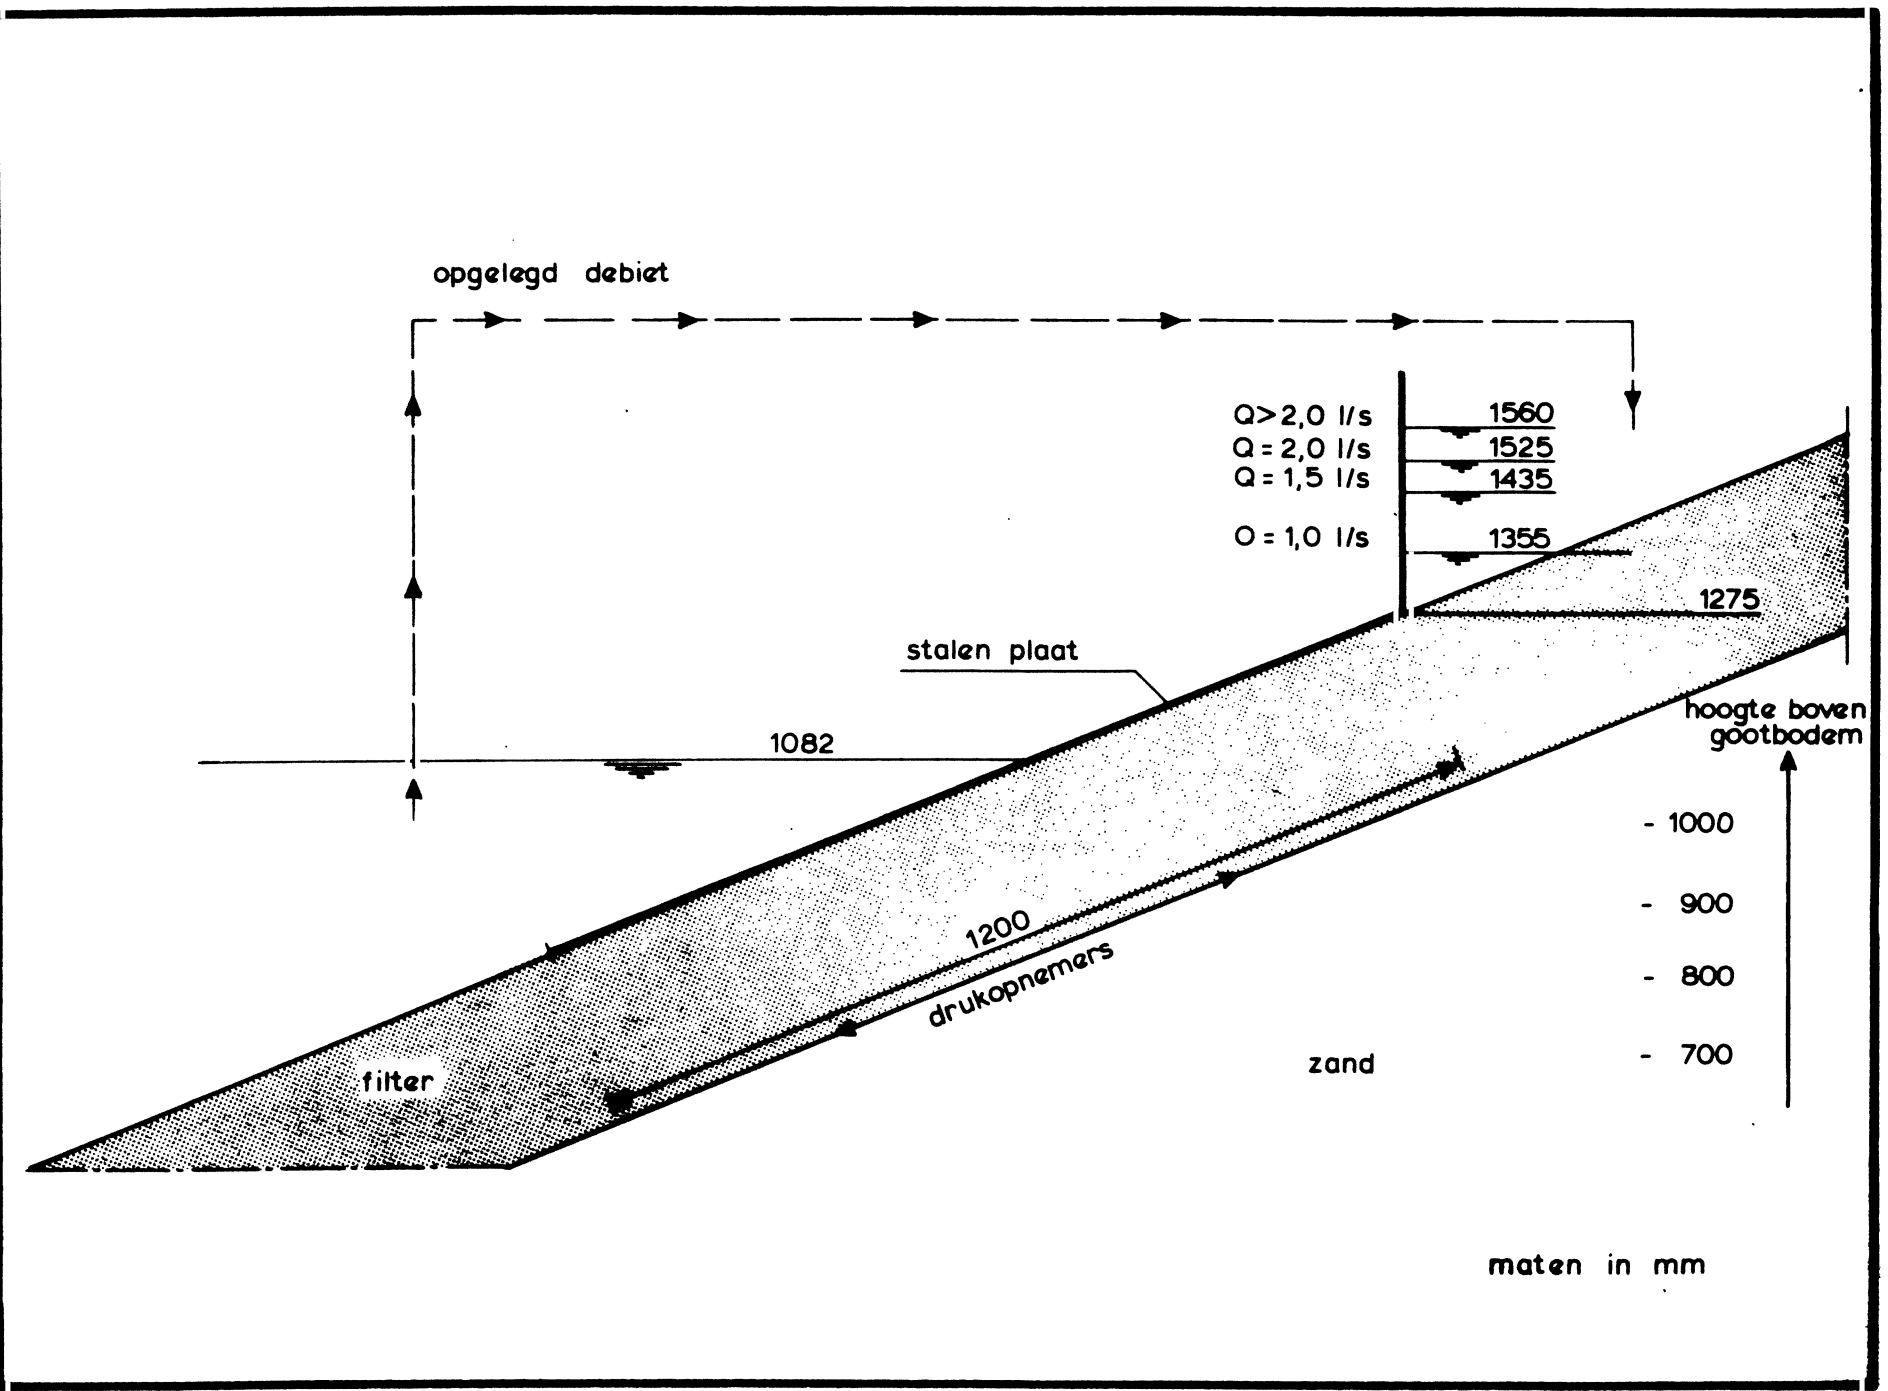 opgelegd debiet
Q>2,0 l/s 1560
Q=2,0 l/s 1525
Q=1,5 l/s 1435
O=1,0 l/s 1355
1275
stalen plaat
1082
hoogte boven
gootbodem
- 1000
- 900
- 800
- 700
1200
drukopnemers
filter
zand
maten in mm